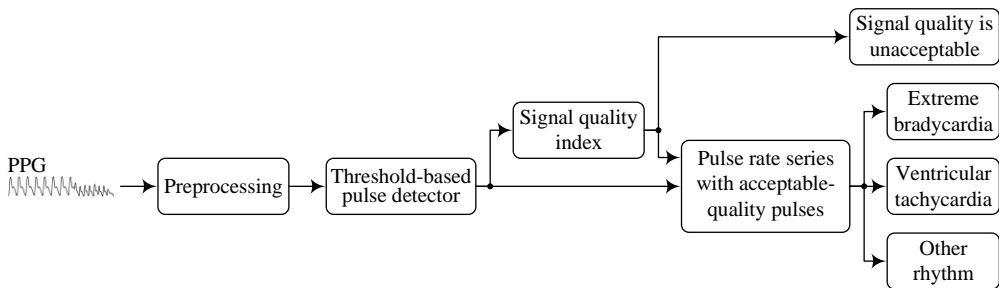 PPG
Preprocessing
Threshold-based
pulse detector
Signal quality
index
Signal quality is
unacceptable
Pulse rate series
with acceptable-
quality pulses
Extreme
bradycardia
Ventricular
tachycardia
Other
rhythm